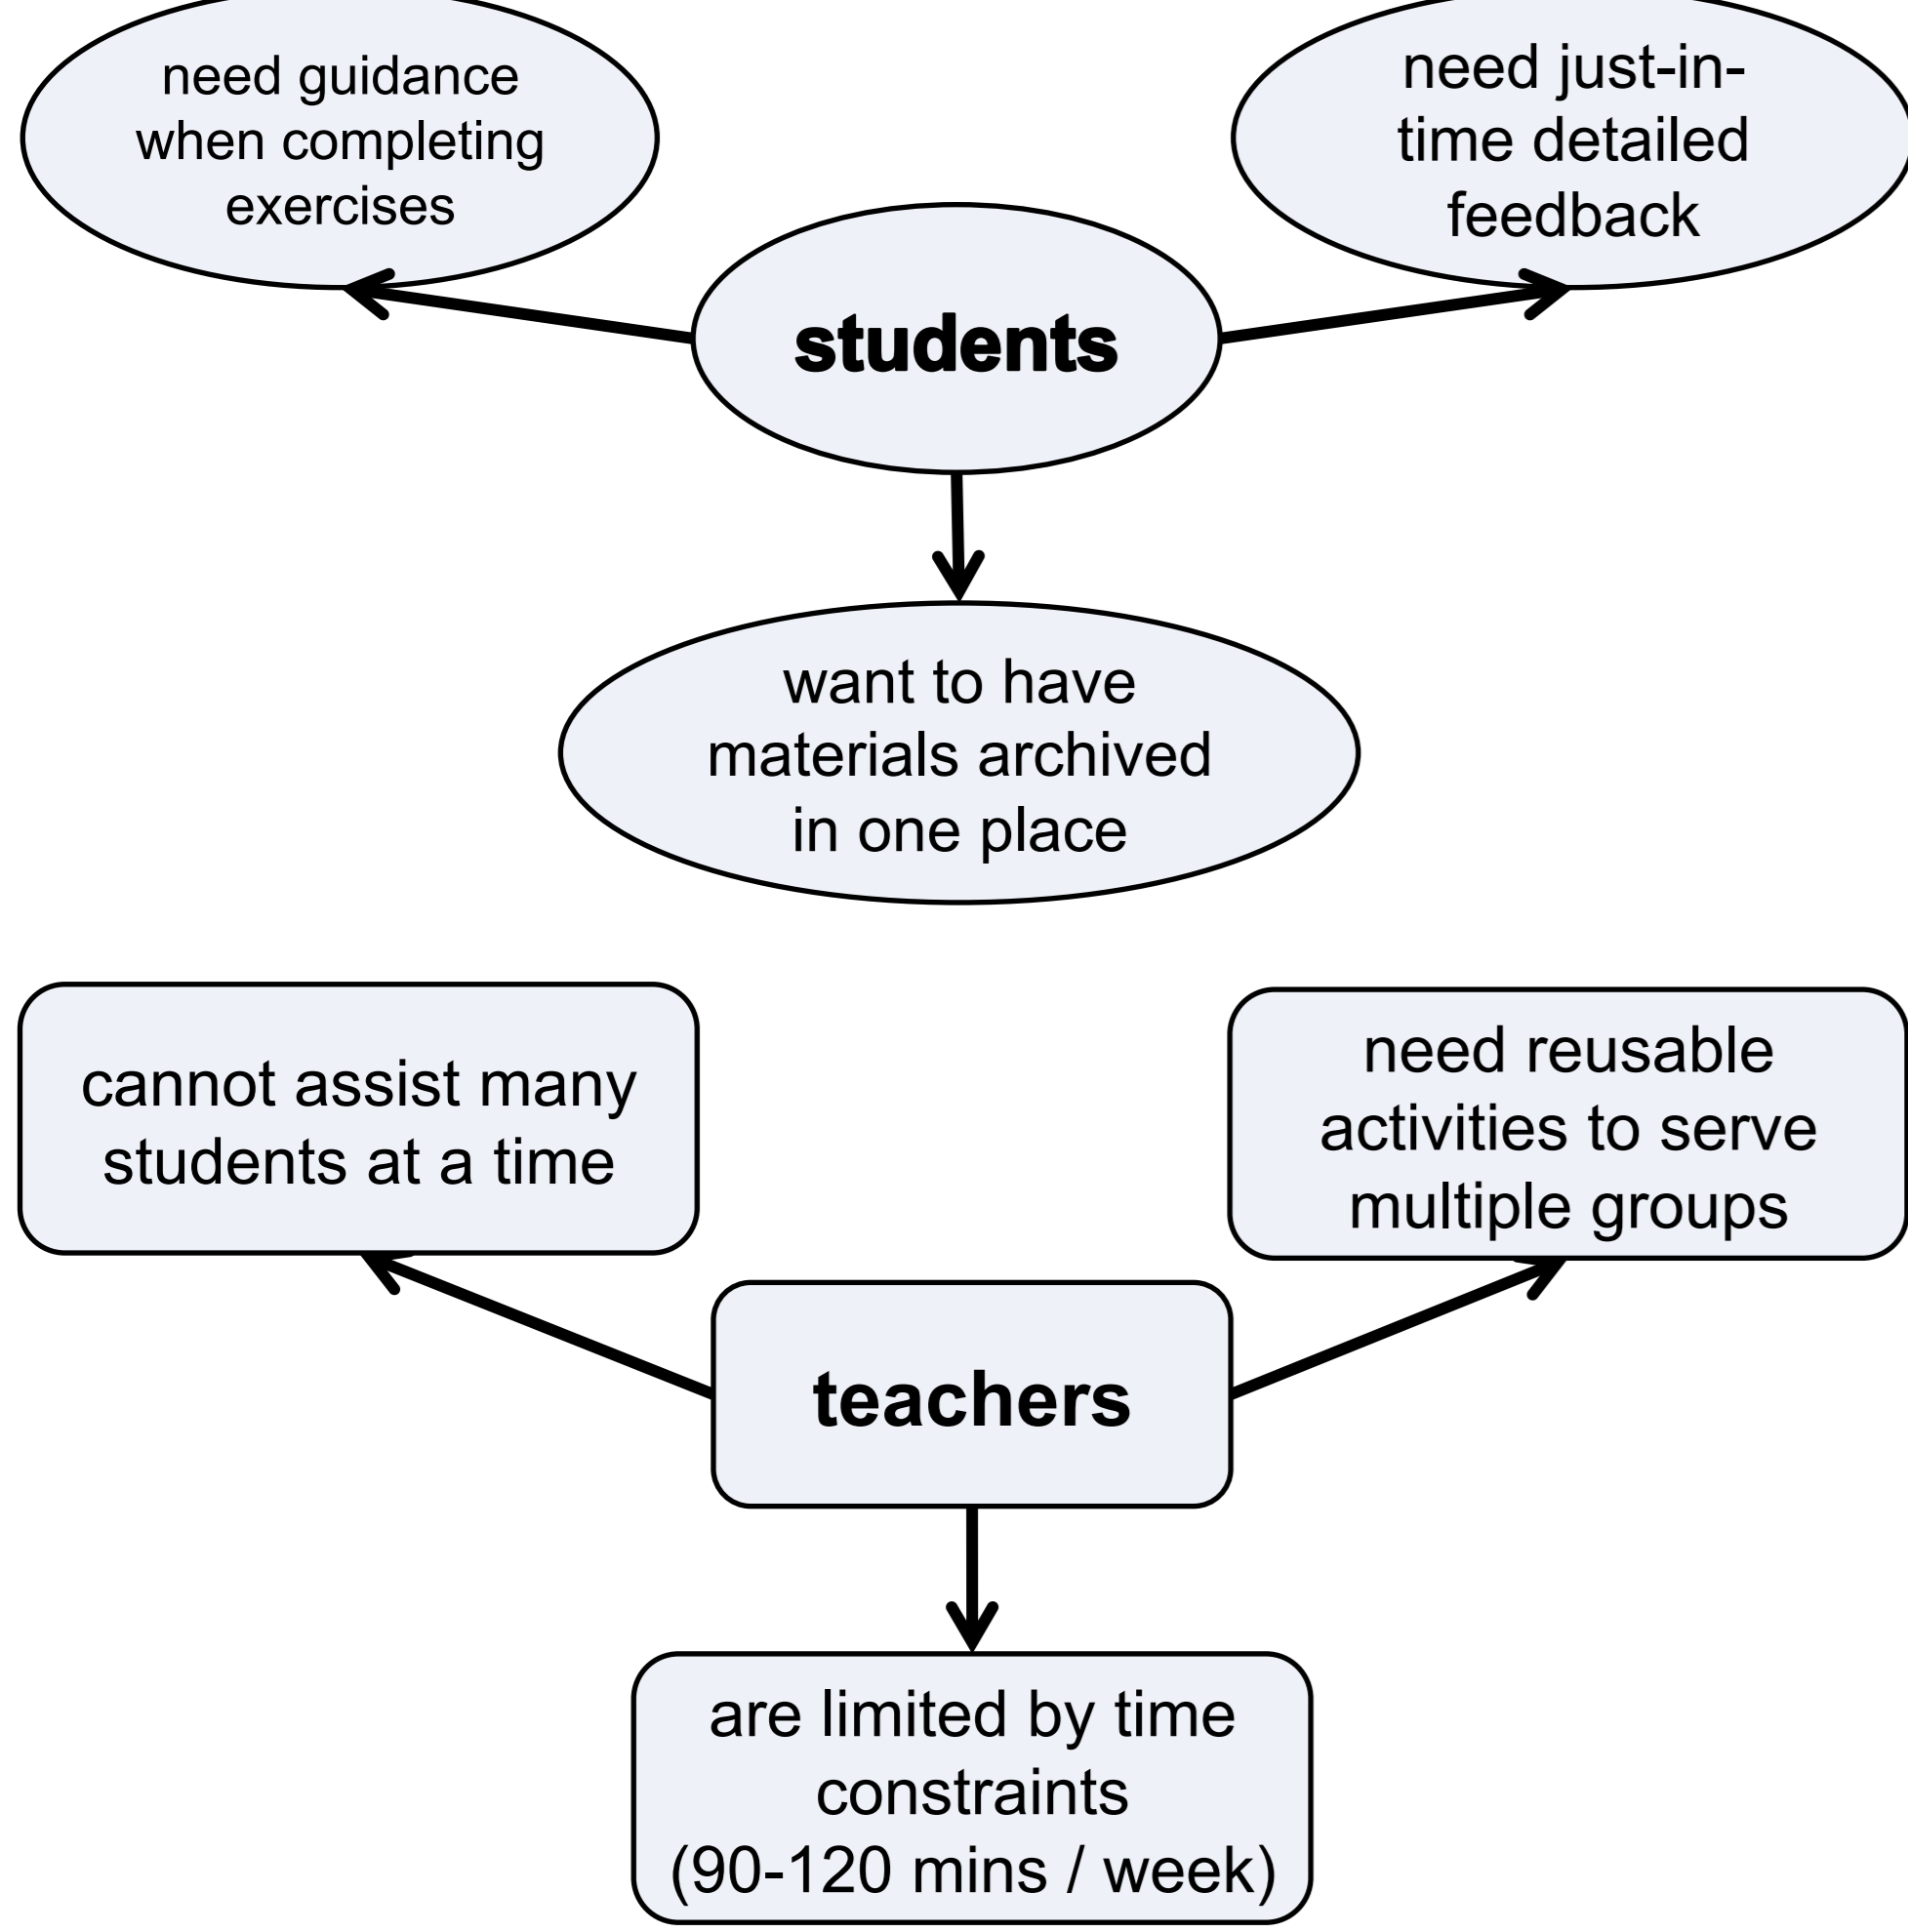 need guidance
when completing
exercises
need just-in-
time detailed
feedback
students
want to have
materials archived
in one place
cannot assist many
students at a time
need reusable
activities to serve
multiple groups
teachers
are limited by time
constraints
(90-120 mins / week)